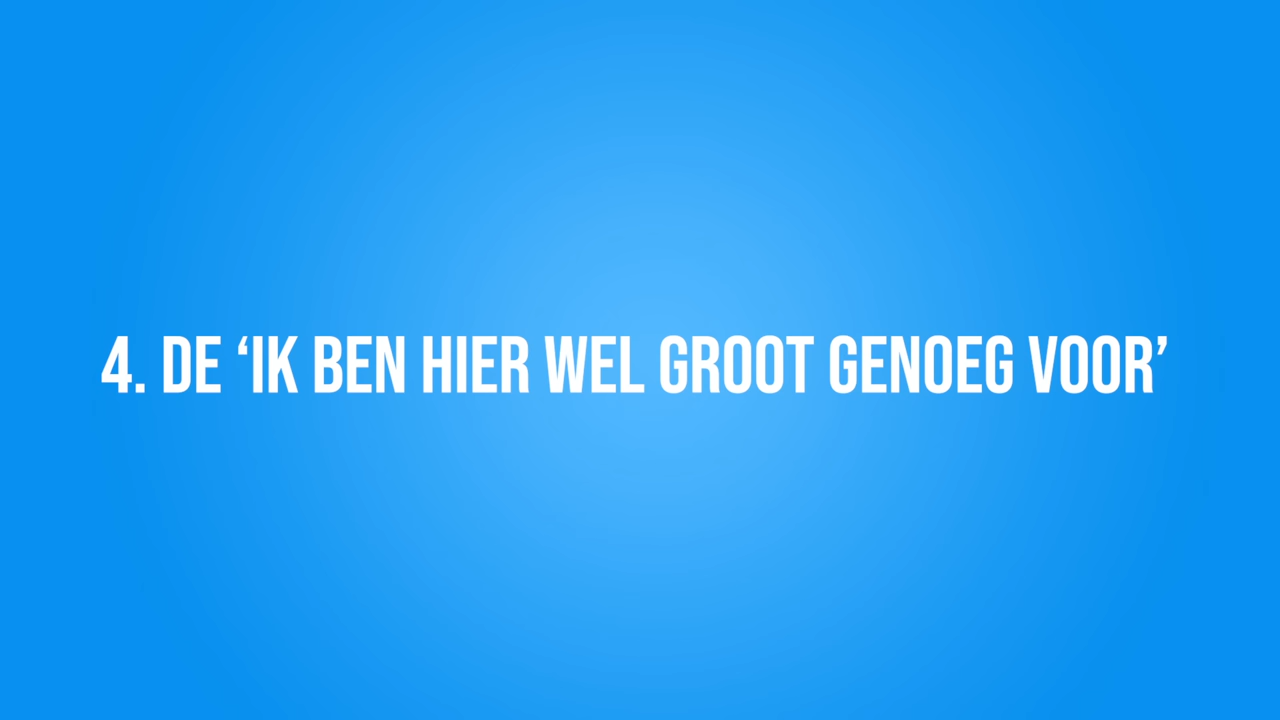 4. DE ‘IK BEN HIER WEL GROOT GENOEG VOOR’